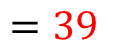 = 39